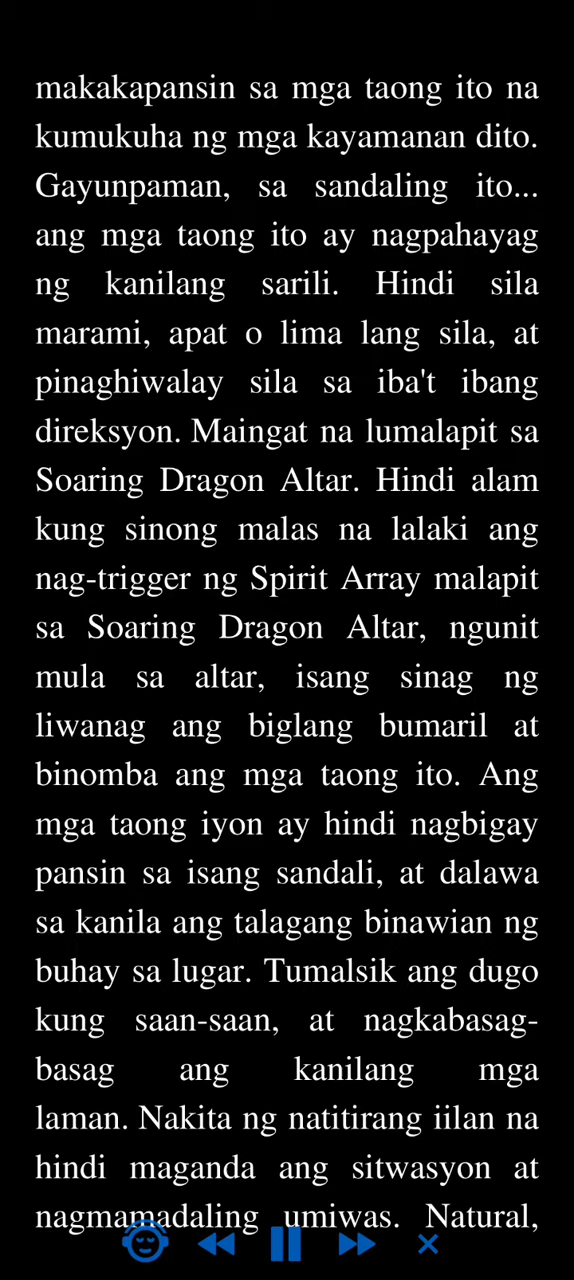 makakapansin sa mga taong ito na
kumukuha ng mga kayamanan dito.
Gayunpaman, sa sandaling ito...
ang mga taong ito ay nagpahayag
ng kanilang sarili. Hindi sila
marami, apat o lima lang sila, at
pinaghiwalay sila sa iba't ibang
direksyon. Maingat na lumalapit sa
Soaring Dragon Altar. Hindi alam
kung sinong malas na lalaki ang
nag-trigger ng Spirit Array malapit
sa Soaring Dragon Altar, ngunit
mula sa altar, isang sinag ng
liwanag ang biglang bumaril at
binomba ang mga taong ito. Ang
mga taong iyon ay hindi nagbigay
pansin sa isang sandali, at dalawa
sa kanila ang talagang binawian ng
buhay sa lugar. Tumalsik ang dugo
kung saan-saan, at nagkabasag-
basag ang kanilang mga
laman. Nakita ng natitirang iilan na
hindi maganda ang sitwasyon at
nagmamadaling umiwas. Natural,